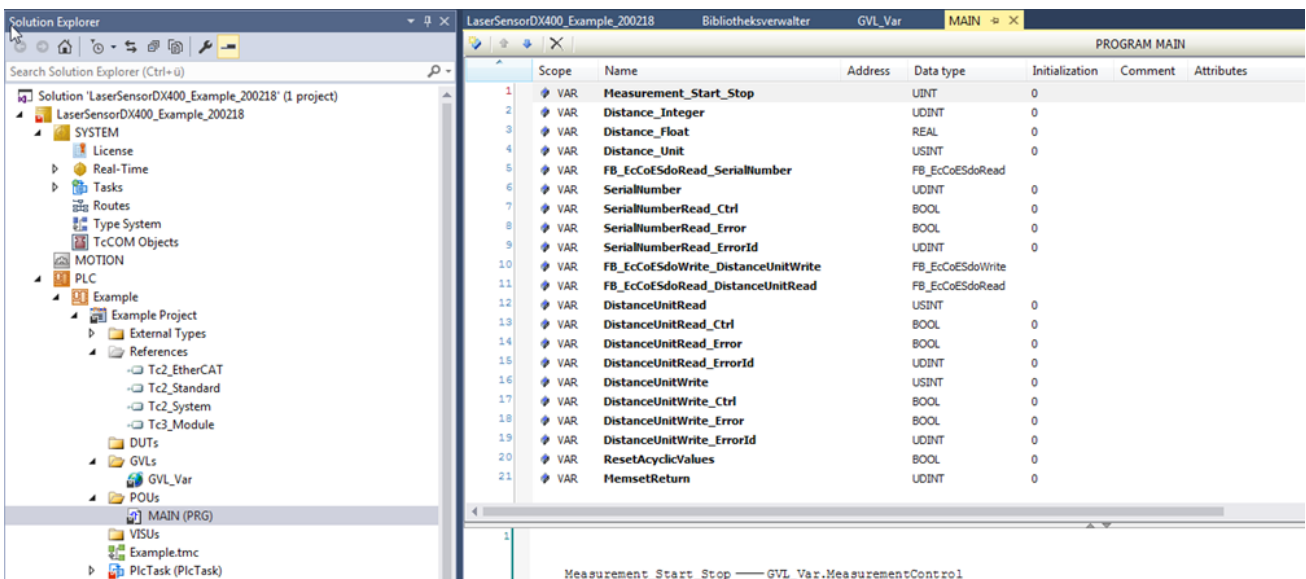 Solution Explorer
Search Solution Explorer (Ctrl+ü)
Solution 'LaserSensorDX400_Example_200218' (1 project)
LaserSensorDX400_Example_200218
SYSTEM
License
Real-Time
Tasks
Routes
Type System
TcCOM Objects
MOTION
PLC
Example
Example Project
External Types
References
Tc2_EtherCAT
Tc2_Standard
Tc2_System
Tc3_Module
DUTs
GVLs
GVL_Var
POUs
MAIN (PRG)
VISUs
Example.tmc
PlcTask (PlcTask)
LaserSensorDX400_Example_200218 Bibliotheksverwalter GVL_Var MAIN
PROGRAM MAIN
Scope Name Address Data type Initialization Comment Attributes
1 VAR Measurement_Start_Stop UINT 0
2 VAR Distance_Integer UDINT 0
3 VAR Distance_Float REAL 0
4 VAR Distance_Unit USINT 0
5 VAR FB_EcCoESdoRead_SerialNumber FB_EcCoESdoRead
6 VAR SerialNumber UDINT 0
7 VAR SerialNumberRead_Ctrl BOOL 0
8 VAR SerialNumberRead_Error BOOL 0
9 VAR SerialNumberRead_ErrorId UDINT 0
10 VAR FB_EcCoESdoWrite_DistanceUnitWrite FB_EcCoESdoWrite
11 VAR FB_EcCoESdoRead_DistanceUnitRead FB_EcCoESdoRead
12 VAR DistanceUnitRead USINT 0
13 VAR DistanceUnitRead_Ctrl BOOL 0
14 VAR DistanceUnitRead_Error BOOL 0
15 VAR DistanceUnitRead_ErrorId UDINT 0
16 VAR DistanceUnitWrite USINT 0
17 VAR DistanceUnitWrite_Ctrl BOOL 0
18 VAR DistanceUnitWrite_Error BOOL 0
19 VAR DistanceUnitWrite_ErrorId UDINT 0
20 VAR ResetAcyclicValues BOOL 0
21 VAR MemsetReturn UDINT 0
1
Measurement_Start_Stop GVL_Var.MeasurementControl